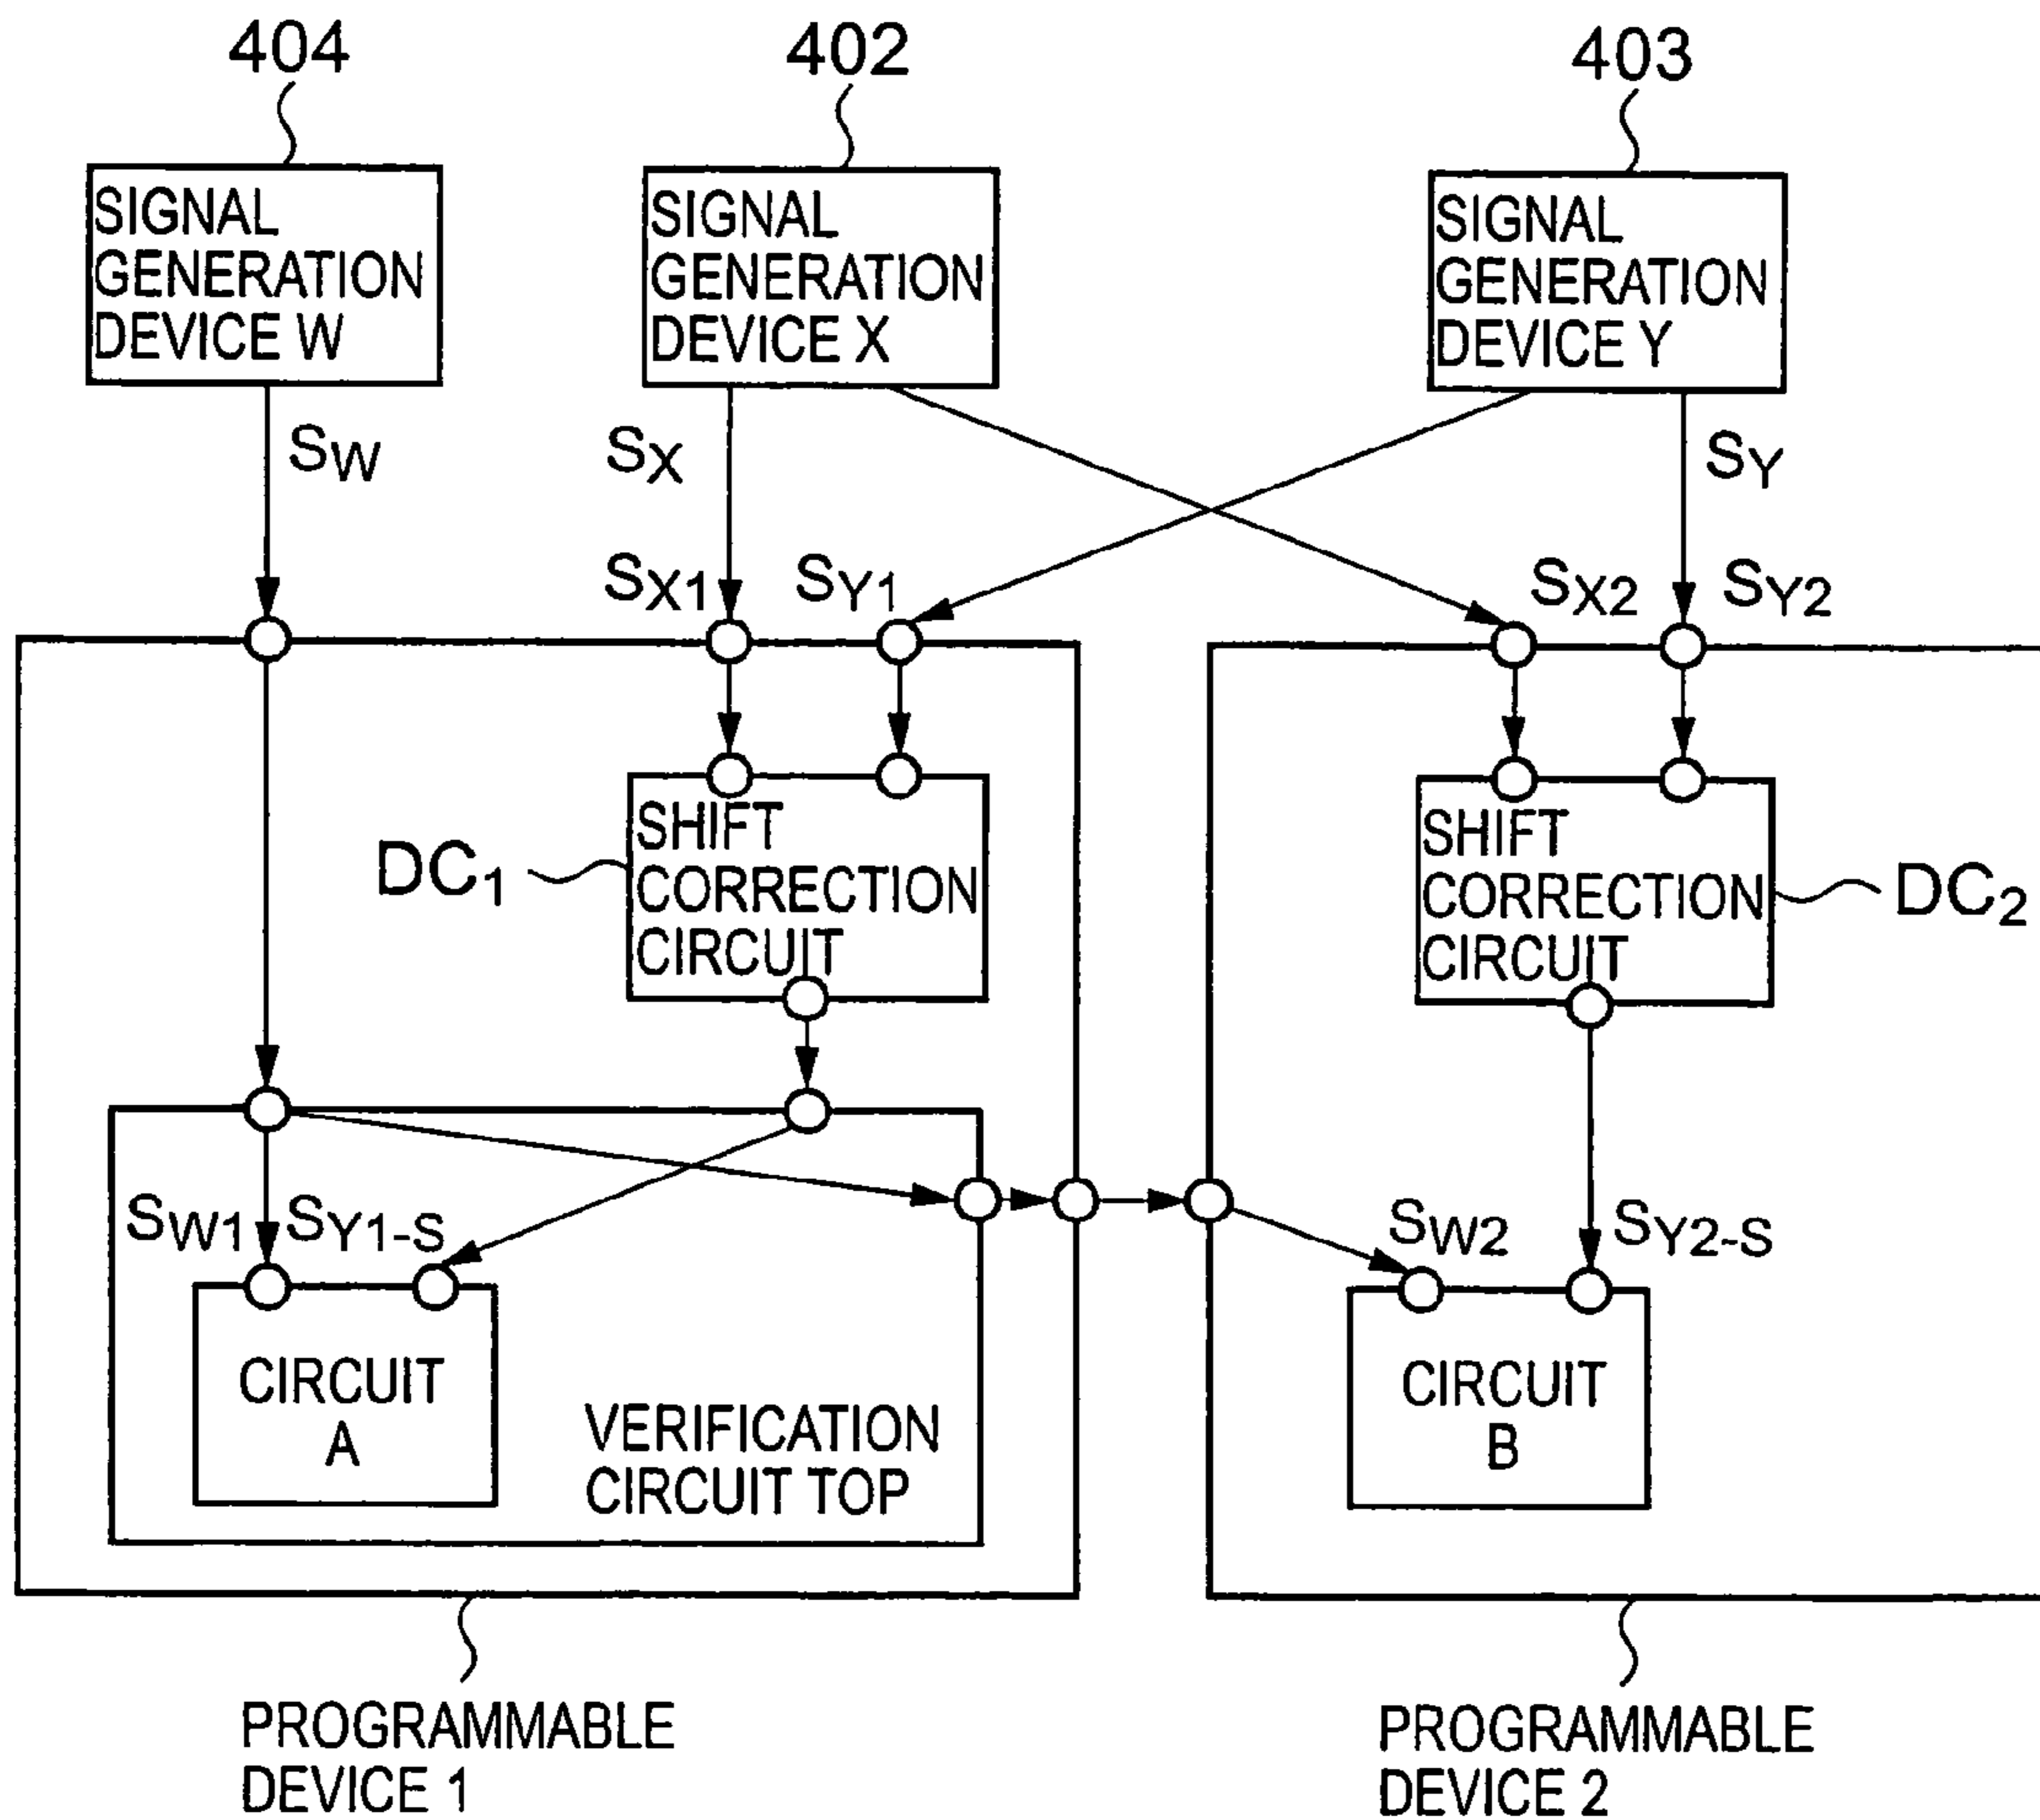 404
402
403
SIGNAL
GENERATION
DEVICE W
SIGNAL
GENERATION
DEVICE X
SIGNAL
GENERATION
DEVICE Y
SW
SX
SY
SX1
SY1
SX2
SY2
SHIFT
CORRECTION
CIRCUIT
DC1
SHIFT
CORRECTION
CIRCUIT
DC2
SW1
SY1-S
SW2
SY2-S
CIRCUIT
A
VERIFICATION
CIRCUIT TOP
CIRCUIT
B
PROGRAMMABLE
DEVICE 1
PROGRAMMABLE
DEVICE 2